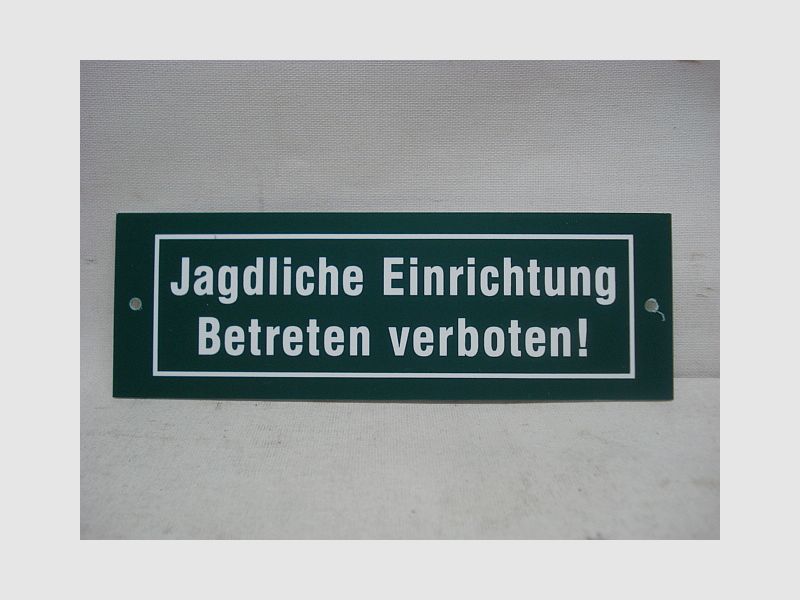 Jagdliche Einrichtung
Betreten verboten!